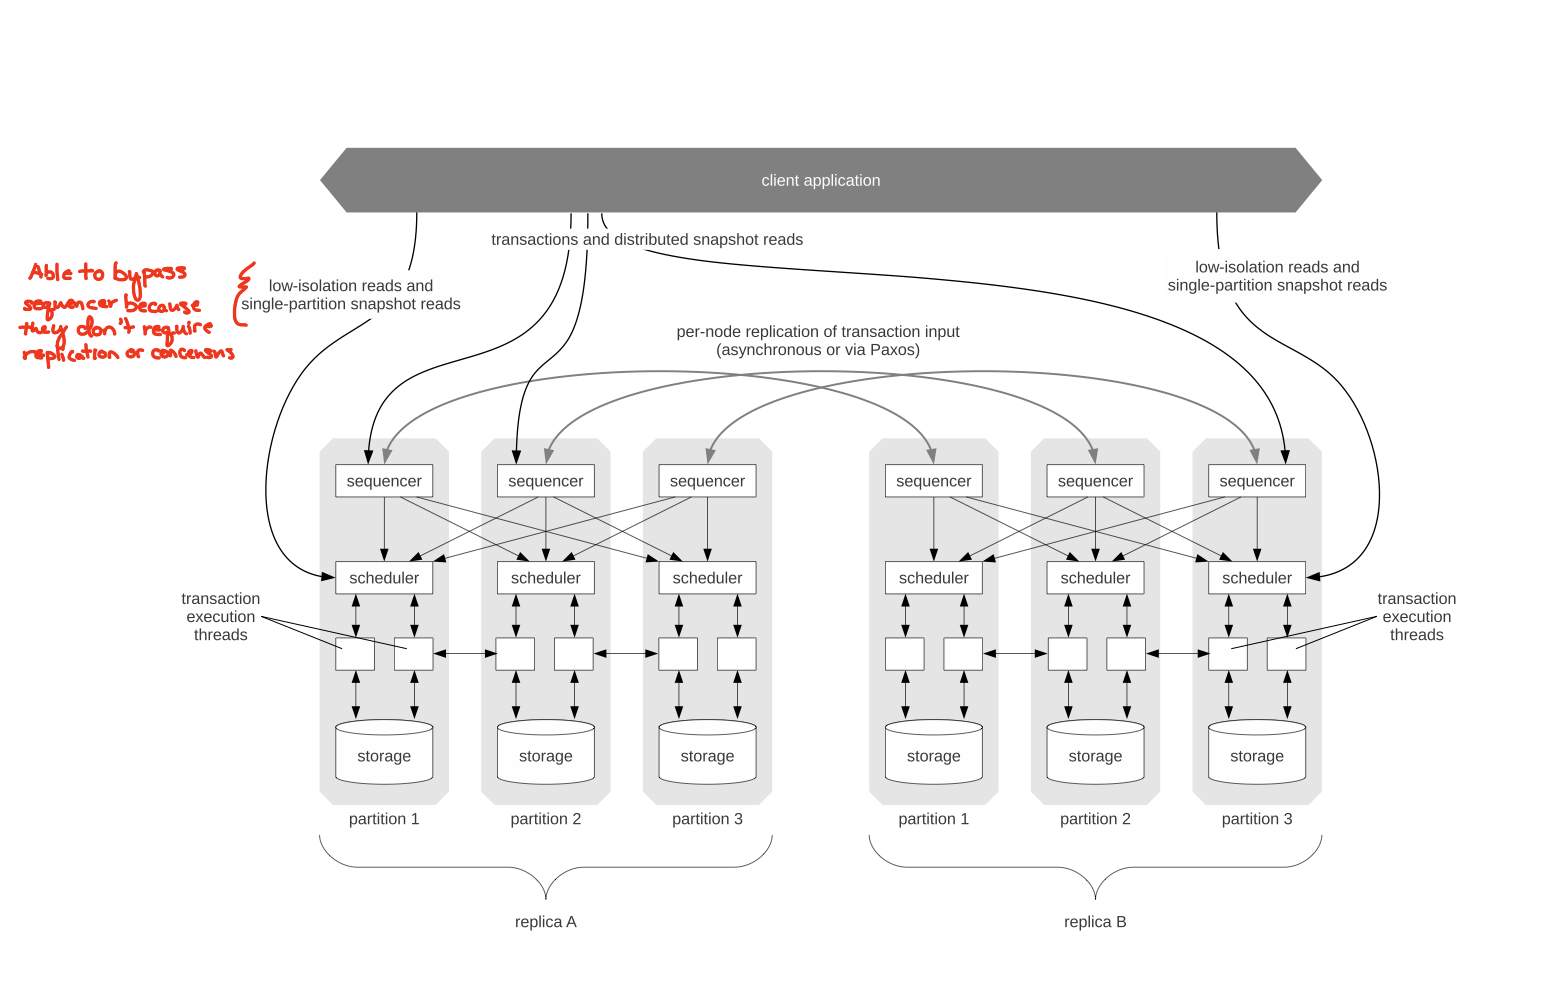 client application
transactions and distributed snapshot reads
Able to bypass
sequencer because
they don't require
replication or concensns
low-isolation reads and
single-partition snapshot reads
low-isolation reads and
single-partition snapshot reads
per-node replication of transaction input
(asynchronous or via Paxos)
sequencer
sequencer
sequencer
sequencer
sequencer
sequencer
scheduler
scheduler
scheduler
scheduler
scheduler
scheduler
transaction
execution
threads
transaction
execution
threads
storage
storage
storage
storage
storage
storage
partition 1
partition 2
partition 3
partition 1
partition 2
partition 3
replica A
replica B